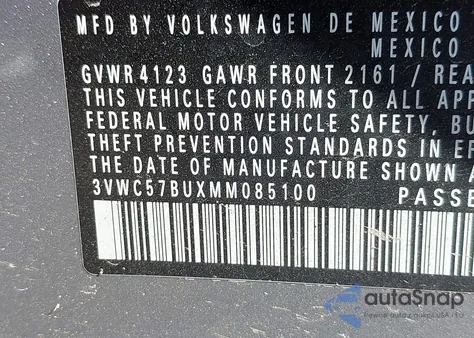 MFD BY VOLKSWAGEN DE MEXICO
MEXICO
GVWR 4123 GAWR FRONT 2161 / REA
THIS VEHICLE CONFORMS TO ALL APP
FEDERAL MOTOR VEHICLE SAFETY, BU
THEFT PREVENTION STANDARDS IN EF
THE DATE OF MANUFACTURE SHOWN A
3VWC57BUXMM085100 PASSE
autoSnap